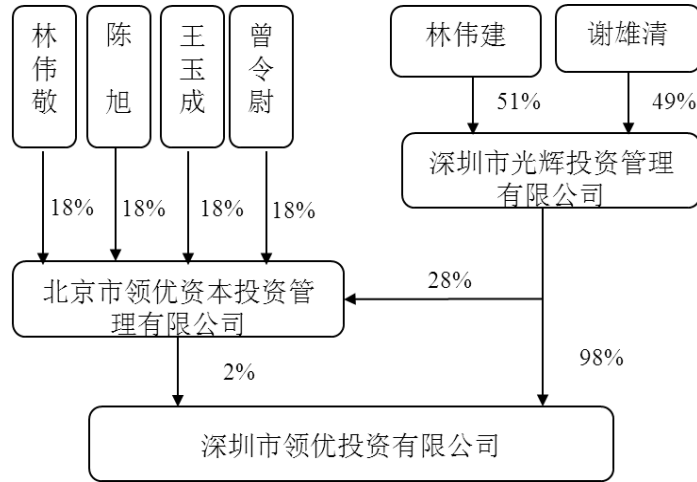 林伟敬
陈旭
王玉成
曾令尉
林伟建
谢雄清
51%
49%
深圳市光辉投资管理
有限公司
18%
18%
18%
18%
北京市领优资本投资管
理有限公司
28%
2%
98%
深圳市领优投资有限公司